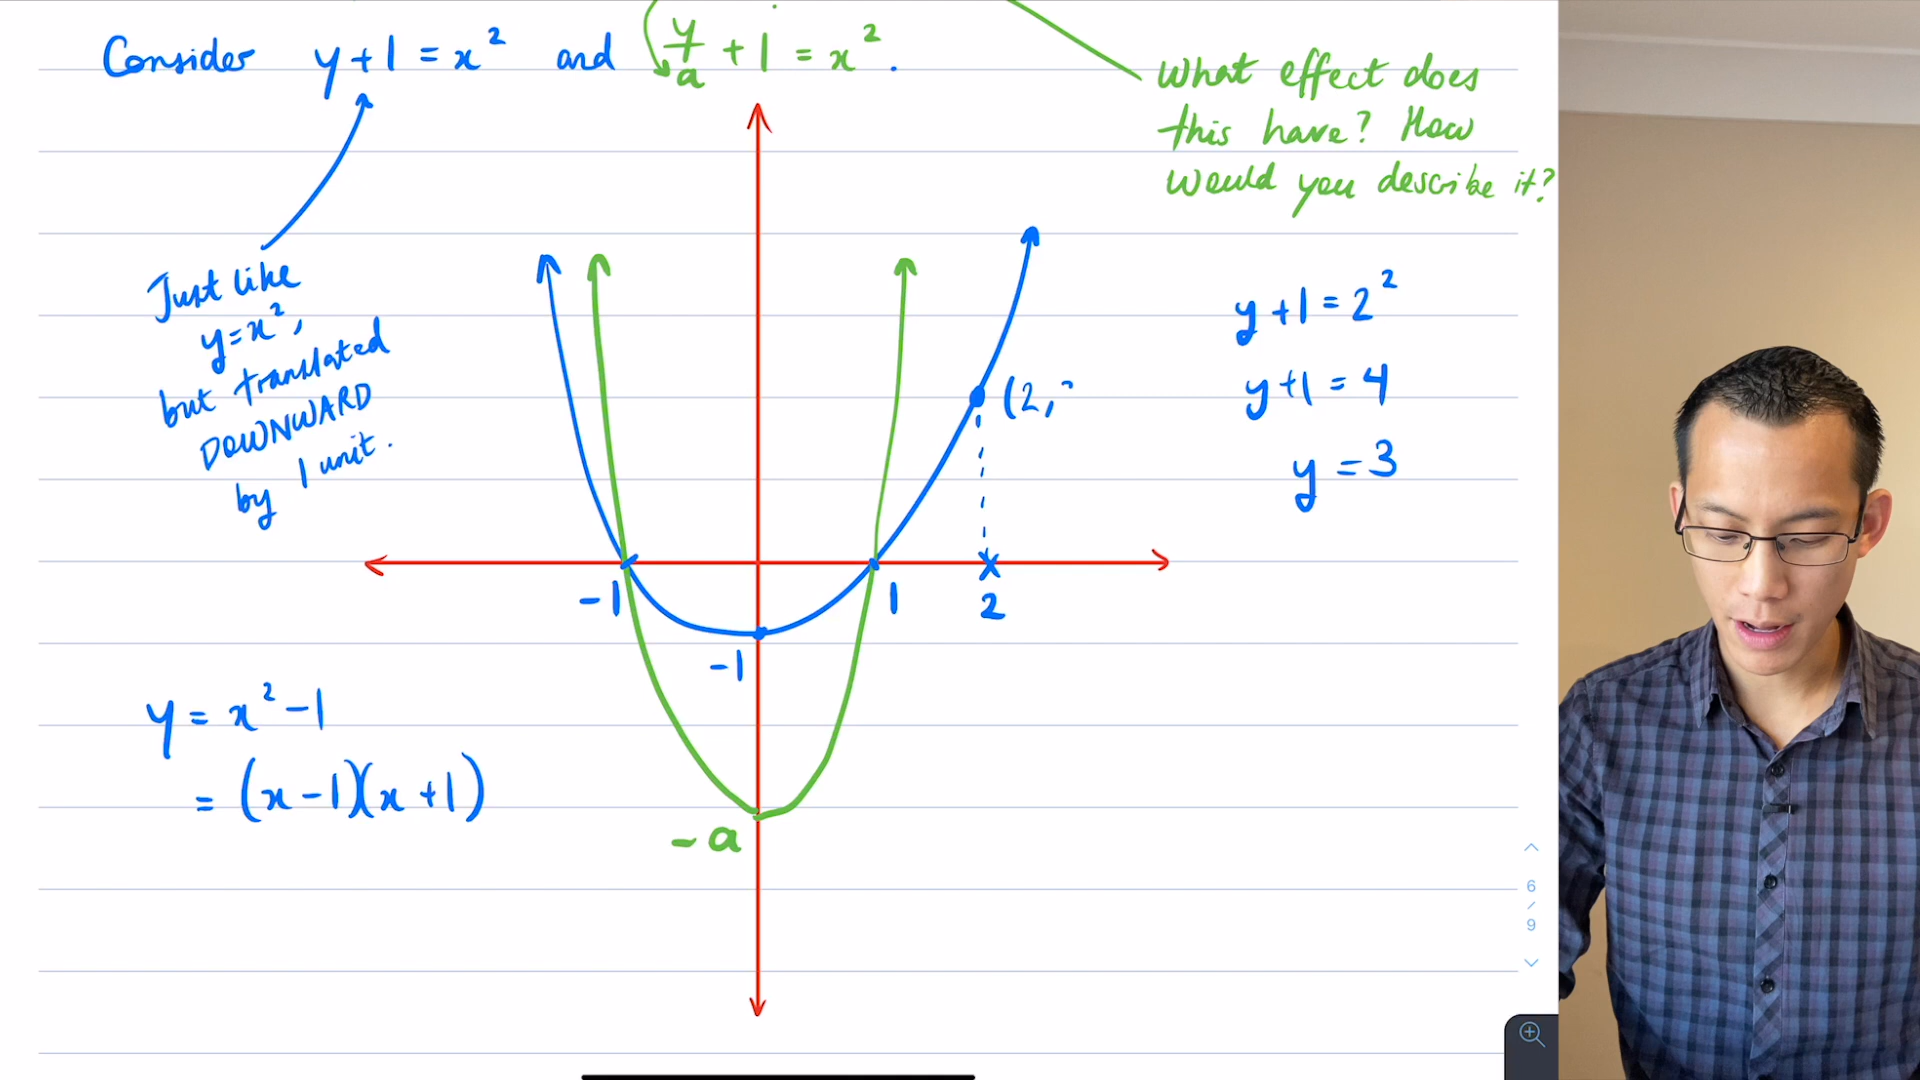 Consider y+1 = x² and y/a + 1 = x².
What effect does
this have? How
would you describe it?
Just like
y=x²,
but translated
DOWNWARD
by 1 unit.
y+1 = 2²
y+1 = 4
y = 3
(2,
-1
1
2
-1
-a
y = x² - 1
= (x-1)(x+1)
6
/
9